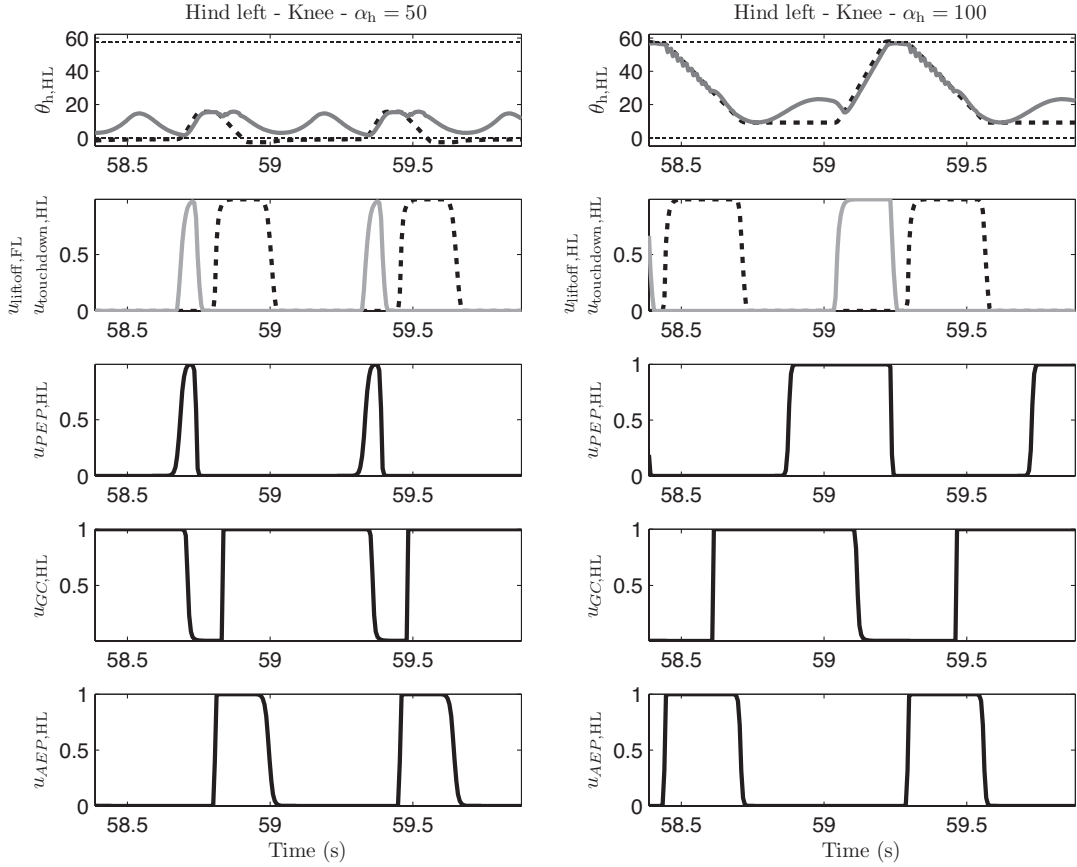 Hind left - Knee - α_h = 50
θ_h,HL
60
40
20
0
58.5 59 59.5
u_liftoff,FL
u_touchdown,HL
0.5
0
58.5 59 59.5
u_PEP,HL
1
0.5
0
58.5 59 59.5
u_GC,HL
1
0.5
58.5 59 59.5
u_AEP,HL
1
0.5
0
58.5 59 59.5
Time (s)
Hind left - Knee - α_h = 100
θ_h,HL
60
40
20
0
58.5 59 59.5
u_liftoff,HL
u_touchdown,HL
0.5
0
58.5 59 59.5
u_PEP,HL
1
0.5
0
58.5 59 59.5
u_GC,HL
1
0.5
0
58.5 59 59.5
u_AEP,HL
1
0.5
0
58.5 59 59.5
Time (s)